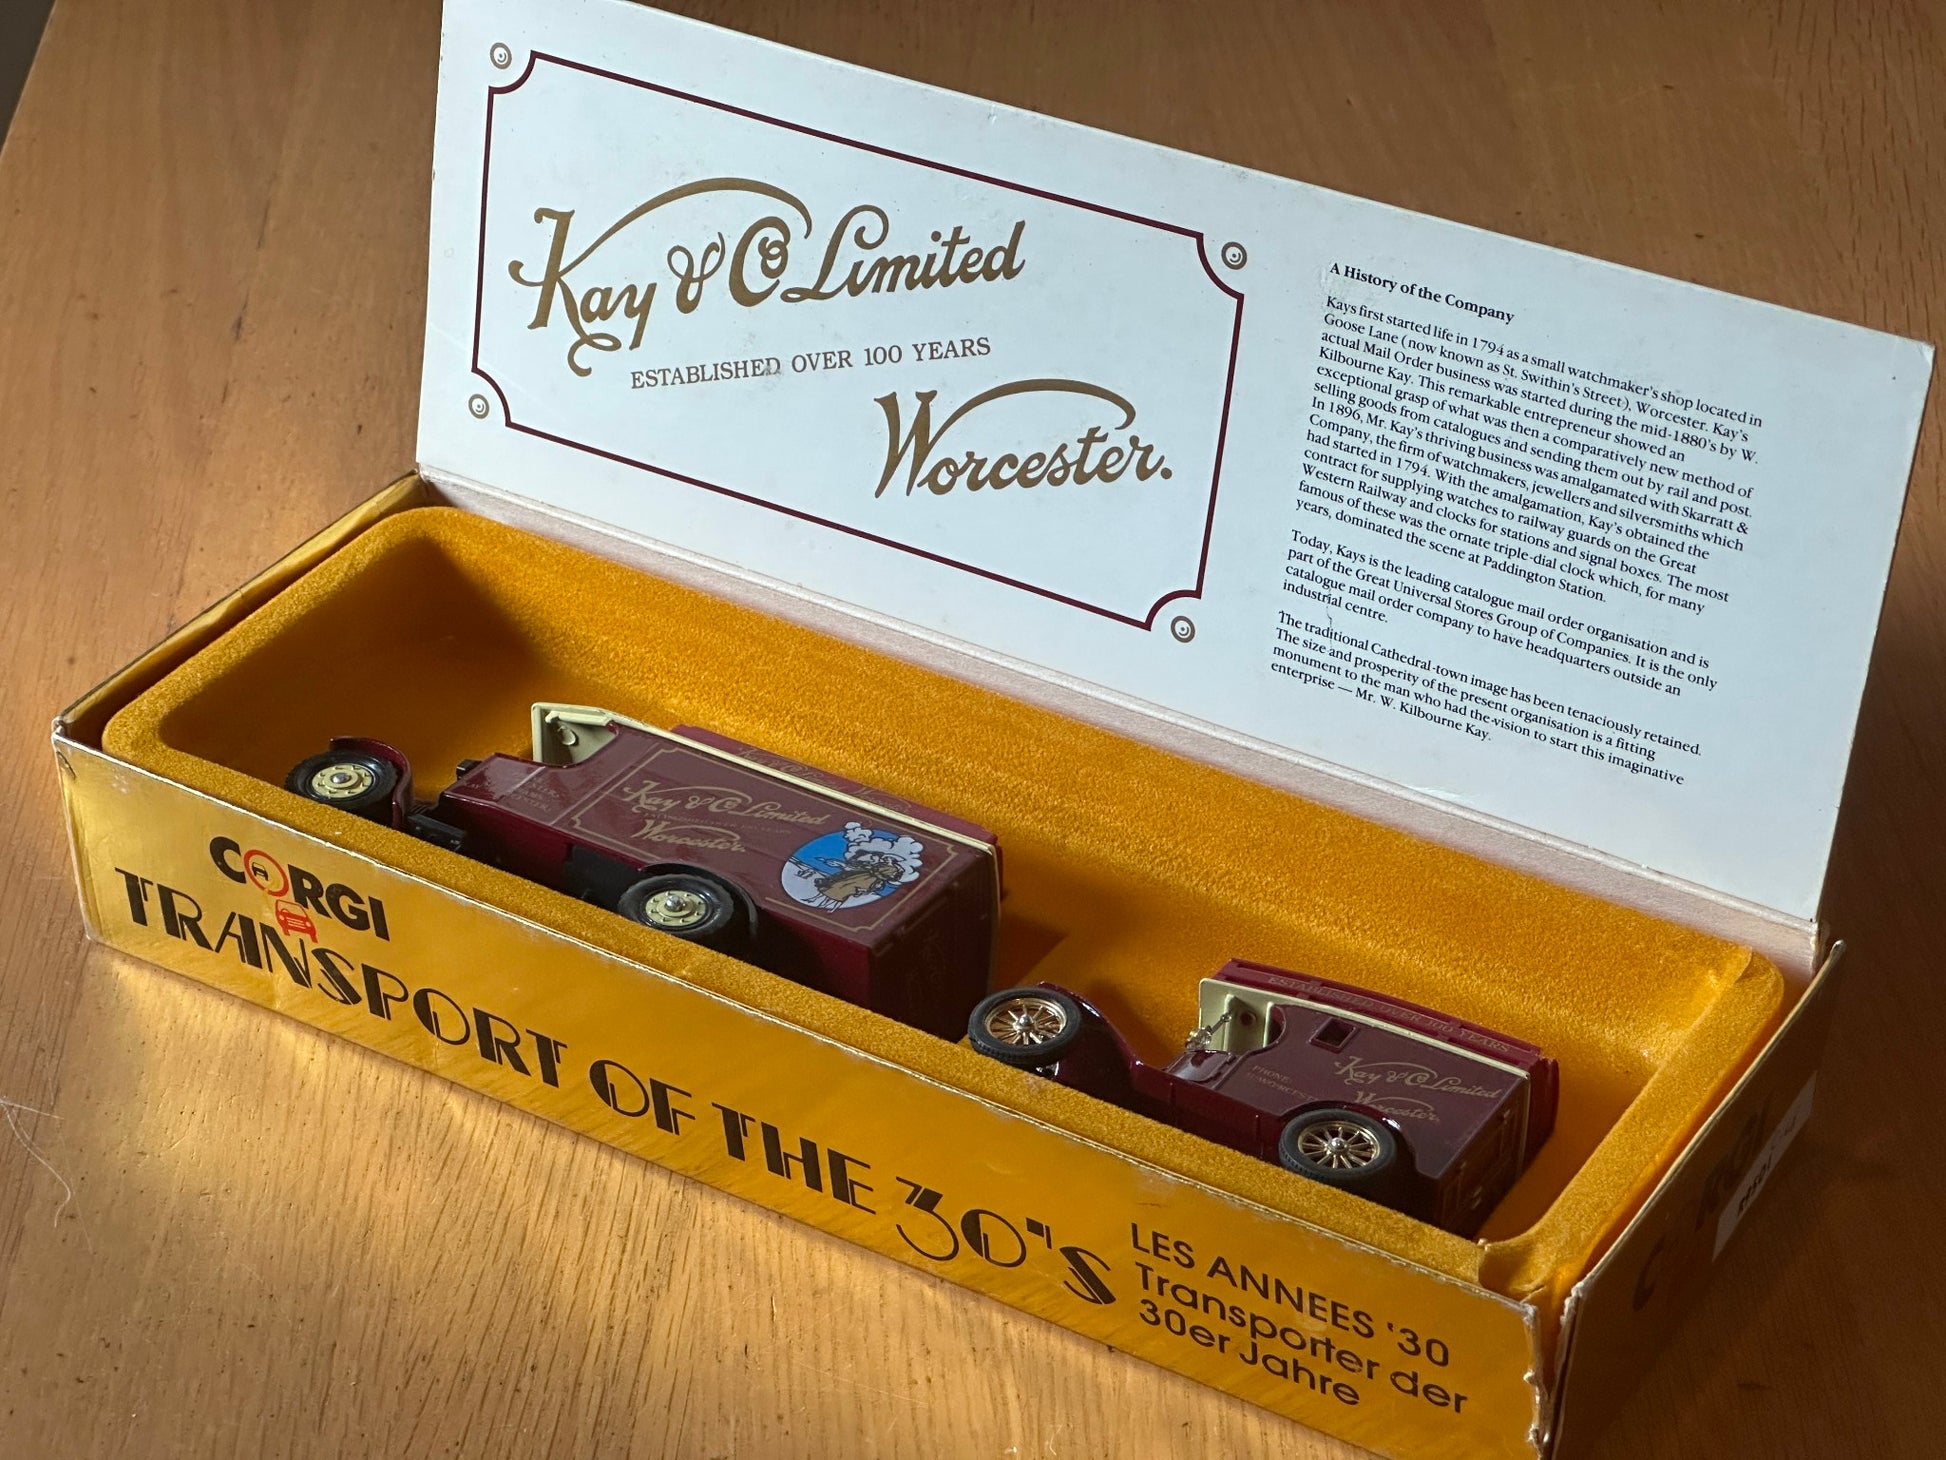 Kay & Co Limited
ESTABLISHED OVER 100 YEARS
Worcester.
A History of the Company
Kays first started life in 1794 as a small watchmaker's shop located in
Goose Lane (now known as St. Swithin's Street), Worcester. Kay's
actual Mail Order business was started during the mid-1880's by W.
Kilbourne Kay. This remarkable entrepreneur showed an
exceptional grasp of what was then a comparatively new method of
selling goods from catalogues and sending them out by rail and post.
In 1896, Mr. Kay's thriving business was amalgamated with Skarratt &
Company, the firm of watchmakers, jewellers and silversmiths which
had started in 1794. With the amalgamation, Kay's obtained the
contract for supplying watches to railway guards on the Great
Western Railway and clocks for stations and signal boxes. The most
famous of these was the ornate triple-dial clock which, for many
years, dominated the scene at Paddington Station.
Today, Kays is the leading catalogue mail order organisation and is
part of the Great Universal Stores Group of Companies. It is the only
catalogue mail order company to have headquarters outside an
industrial centre.
The traditional Cathedral-town image has been tenaciously retained.
The size and prosperity of the present organisation is a fitting
monument to the man who had the vision to start this imaginative
enterprise — Mr. W. Kilbourne Kay.
Kay & Co Limited
Worcester.
ESTABLISHED OVER 100 YEARS
Kay & Co Limited
Worcester.
PHONE:
CORGI
TRANSPORT OF THE 30'S
LES ANNEES '30
Transporter der
30er Jahre